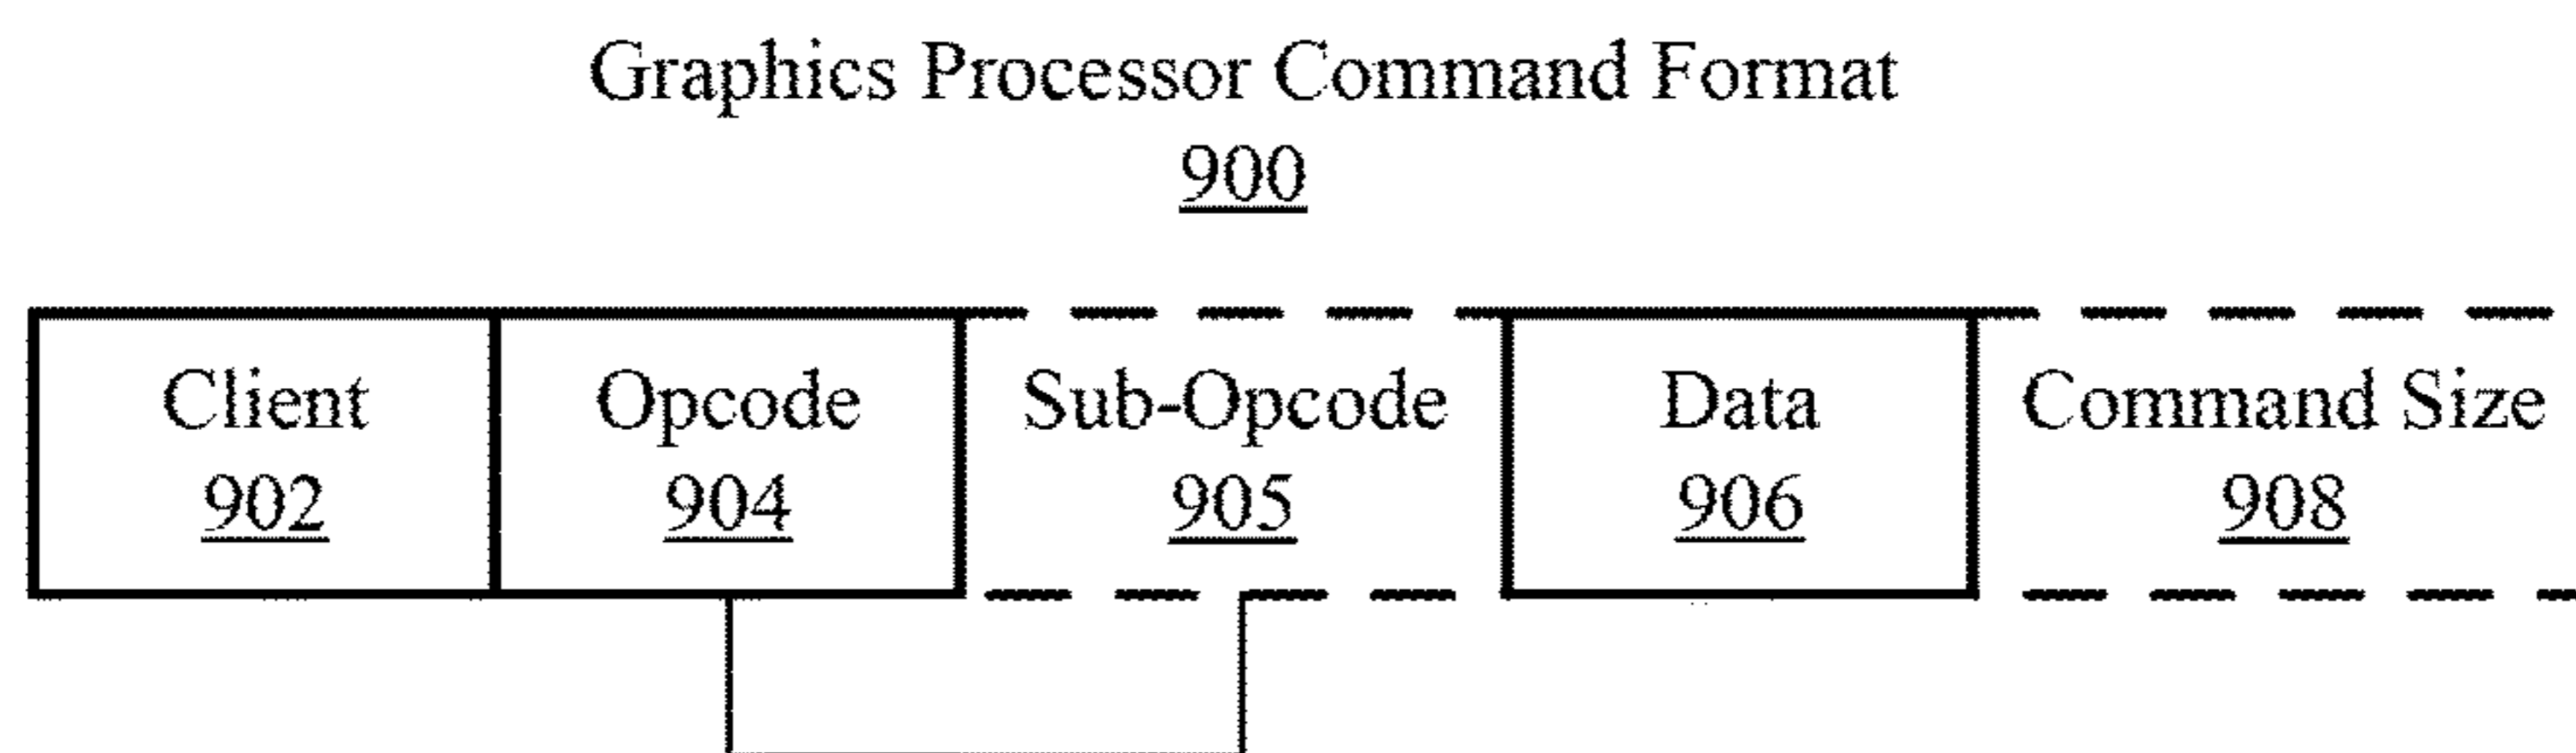 Graphics Processor Command Format
900
Client Opcode Sub-Opcode Data Command Size
902 904 905 906 908